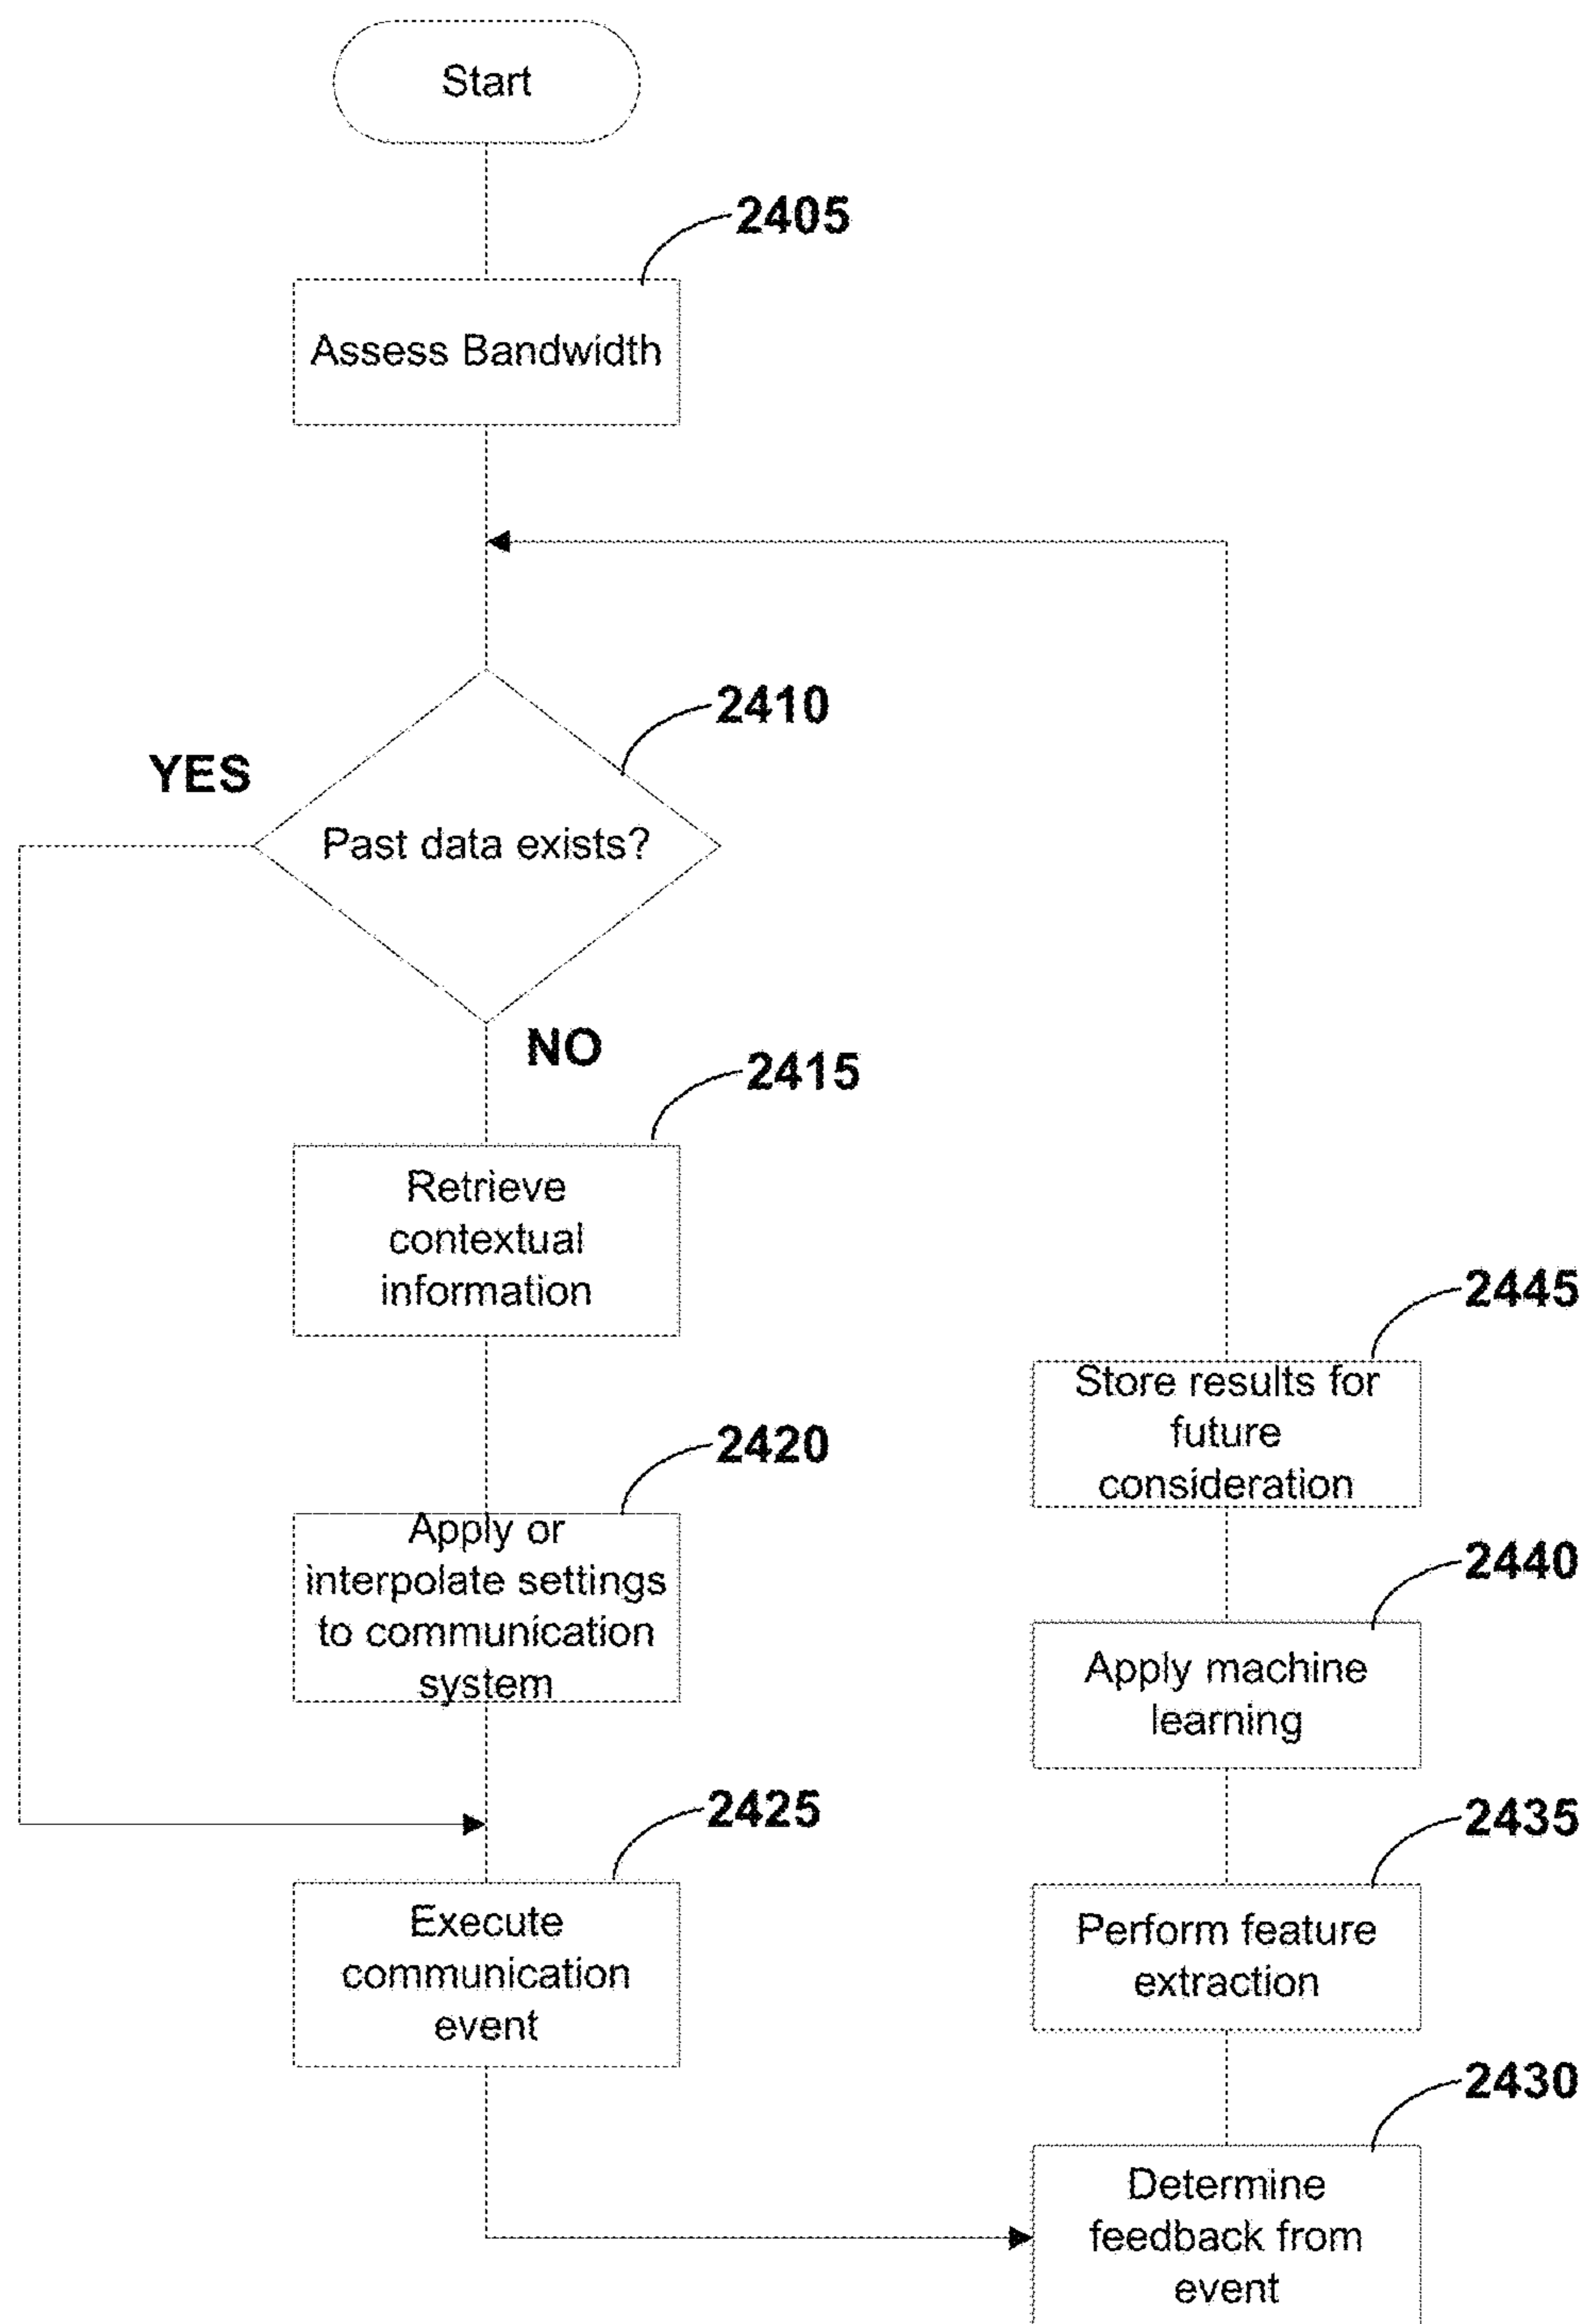 Start
2405
Assess Bandwidth
2410
YES
Past data exists?
NO
2415
Retrieve
contextual
information
2420
Apply or
interpolate settings
to communication
system
2425
Execute
communication
event
2445
Store results for
future
consideration
2440
Apply machine
learning
2435
Perform feature
extraction
2430
Determine
feedback from
event